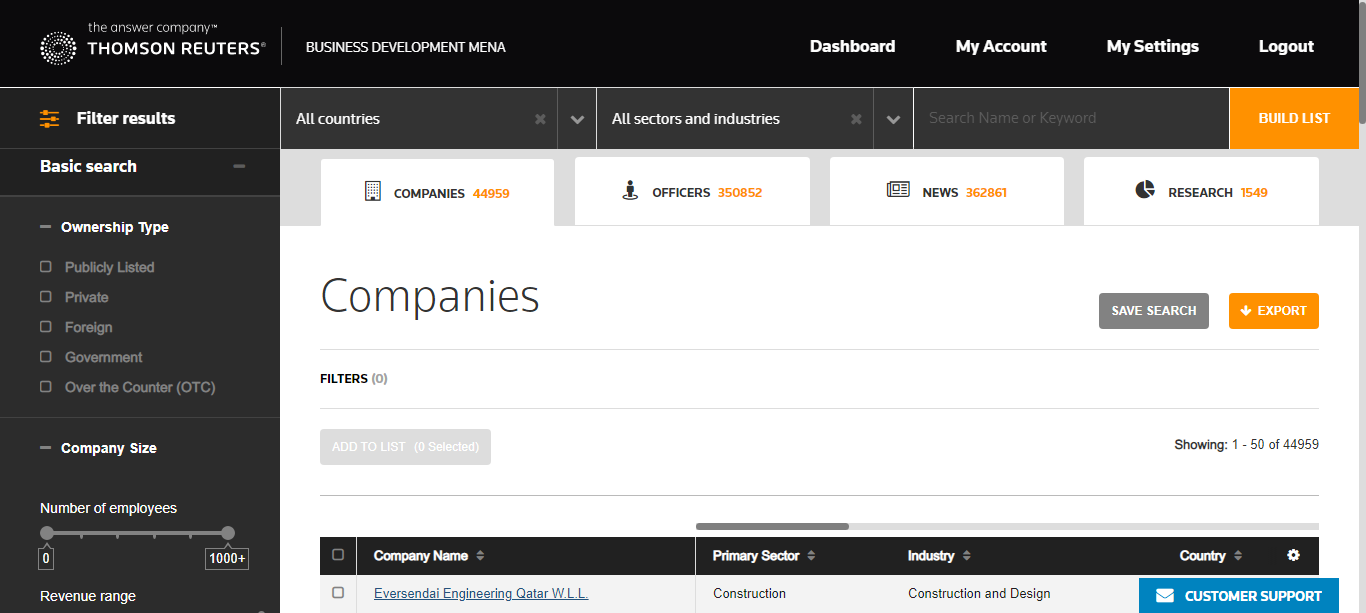 the answer company™
THOMSON REUTERS®
BUSINESS DEVELOPMENT MENA
Dashboard
My Account
My Settings
Logout
Filter results
All countries
All sectors and industries
Search Name or Keyword
BUILD LIST
Basic search
COMPANIES 44959
OFFICERS 350852
NEWS 362861
RESEARCH 1549
Ownership Type
Publicly Listed
Private
Foreign
Government
Over the Counter (OTC)
Companies
SAVE SEARCH
EXPORT
FILTERS (0)
ADD TO LIST (0 Selected)
Showing: 1 - 50 of 44959
Company Size
Number of employees
0
1000+
Revenue range
Company Name
Primary Sector
Industry
Country
Eversendai Engineering Qatar W.L.L.
Construction
Construction and Design
CUSTOMER SUPPORT